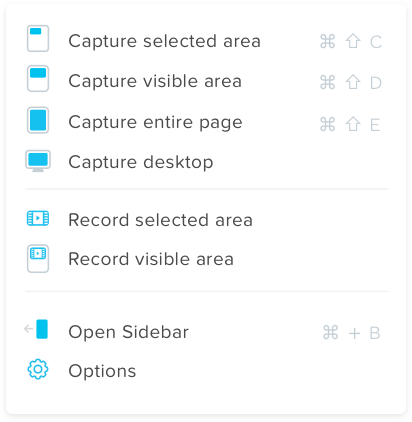 Capture selected area ⌘ ⇧ C
Capture visible area ⌘ ⇧ D
Capture entire page ⌘ ⇧ E
Capture desktop
Record selected area
Record visible area
Open Sidebar ⌘ + B
Options